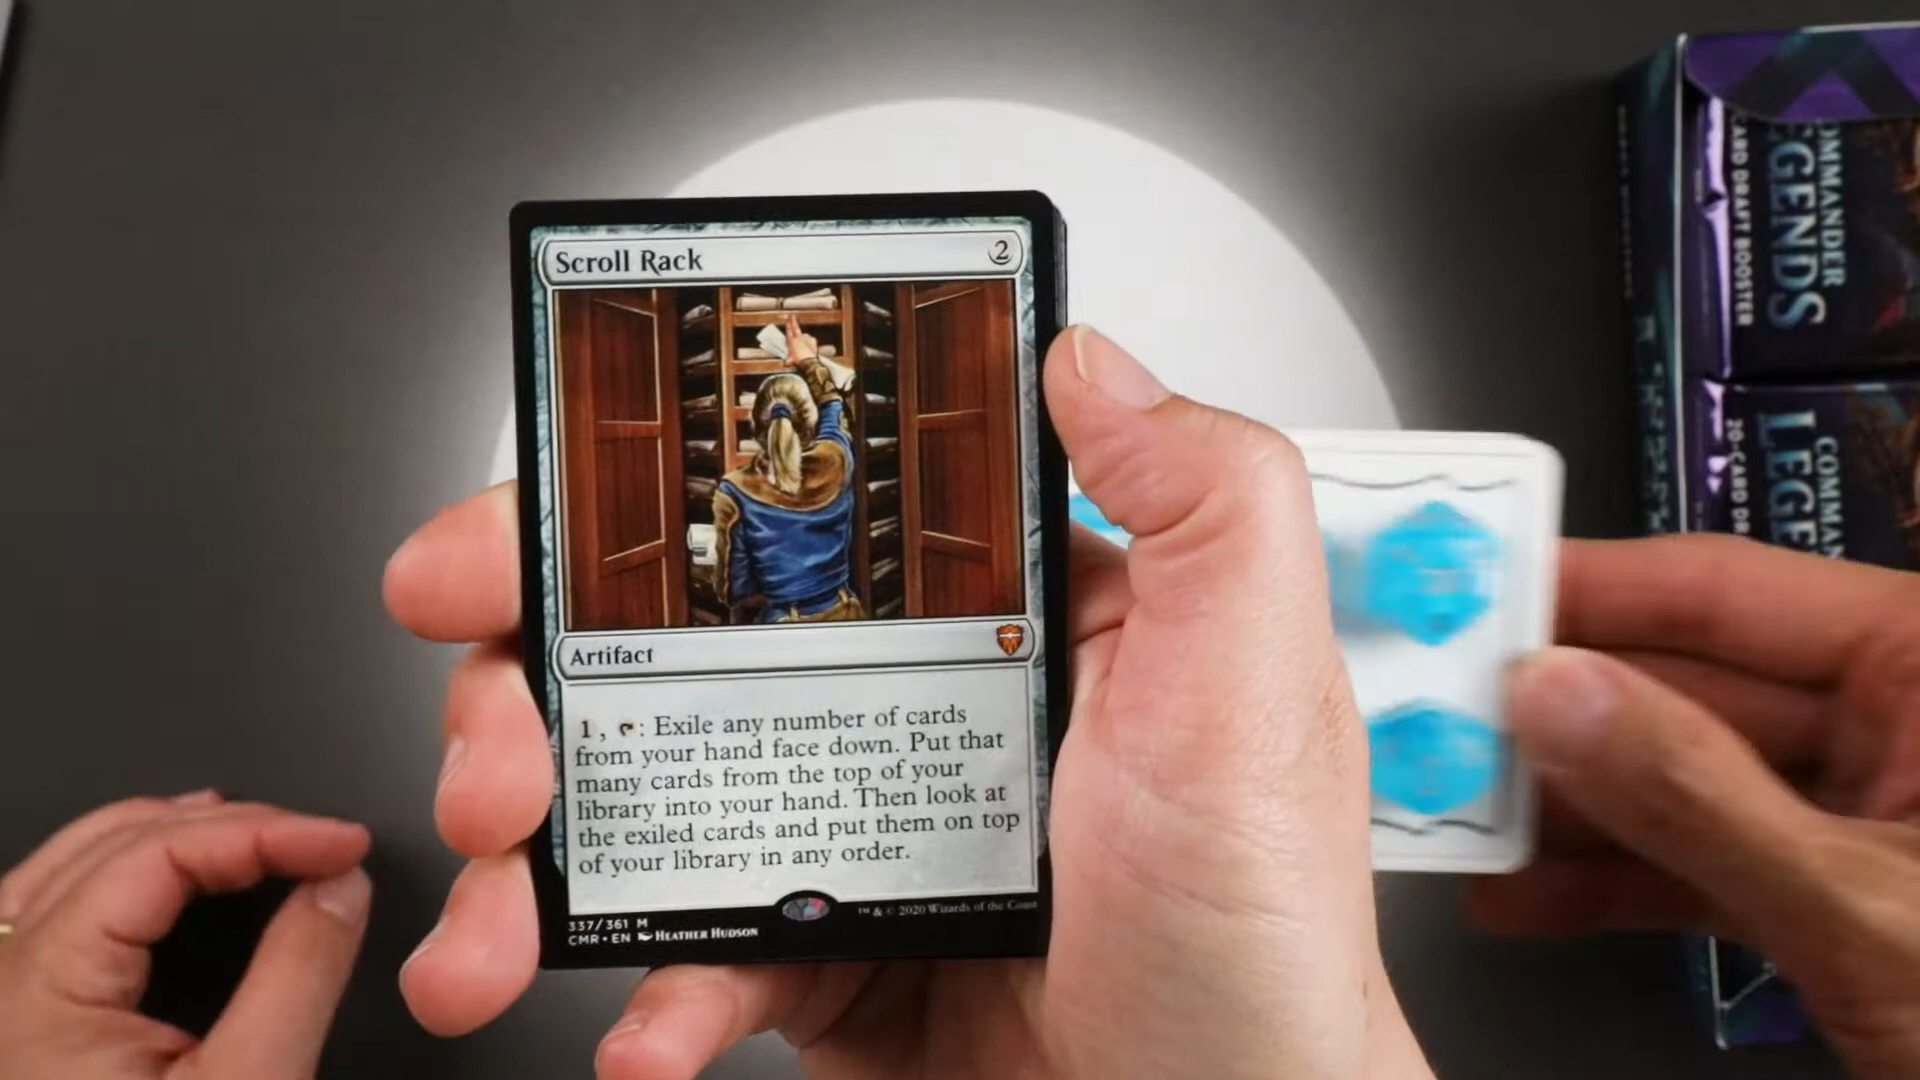 Scroll Rack 2
Artifact
1, : Exile any number of cards
from your hand face down. Put that
many cards from the top of your
library into your hand. Then look at
the exiled cards and put them on top
of your library in any order.
337/361 M
CMR • EN HEATHER HUDSON
™ & © 2020 Wizards of the Coast
COMMANDER
LEGENDS
CARD DRAFT BOOSTER
COMMAN
LEGE
20-CARD DR